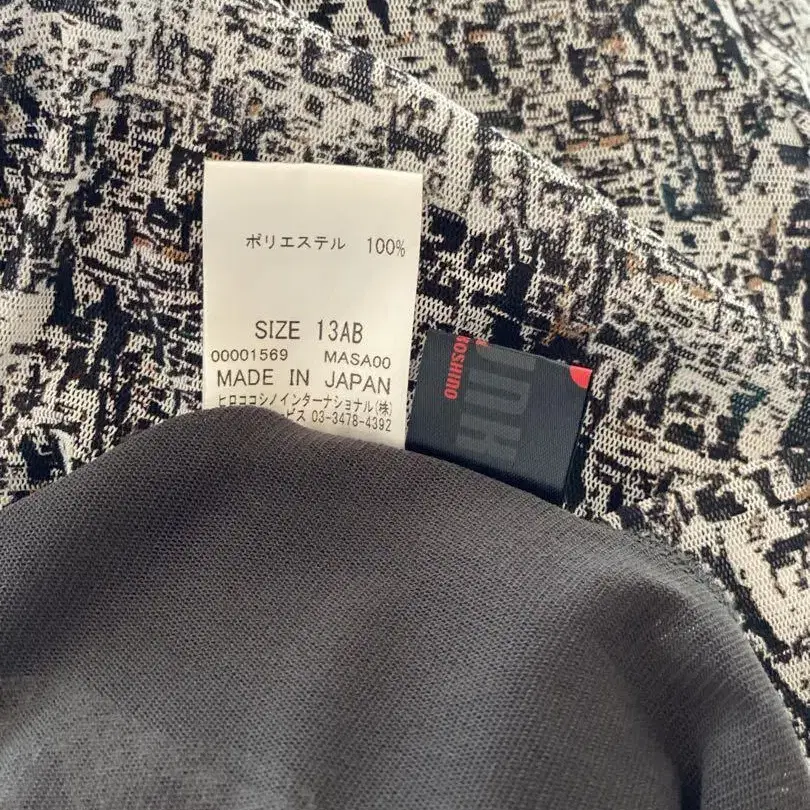 ポリエステル 100%
SIZE 13AB
00001569 MASA00
MADE IN JAPAN
ヒロココシノインターナショナル(株)
ビス 03-3478-4392
OSHINO